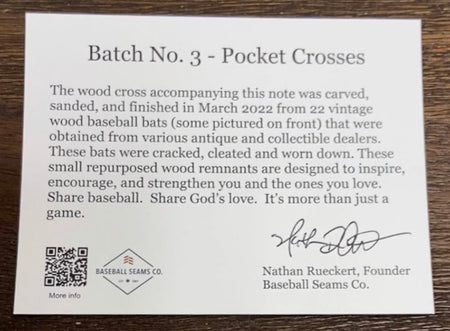 Batch No. 3 - Pocket Crosses
The wood cross accompanying this note was carved,
sanded, and finished in March 2022 from 22 vintage
wood baseball bats (some pictured on front) that were
obtained from various antique and collectible dealers.
These bats were cracked, cleated and worn down. These
small repurposed wood remnants are designed to inspire,
encourage, and strengthen you and the ones you love.
Share baseball. Share God's love. It's more than just a
game.
Nathan Rueckert, Founder
Baseball Seams Co.
BASEBALL SEAMS CO.
More info